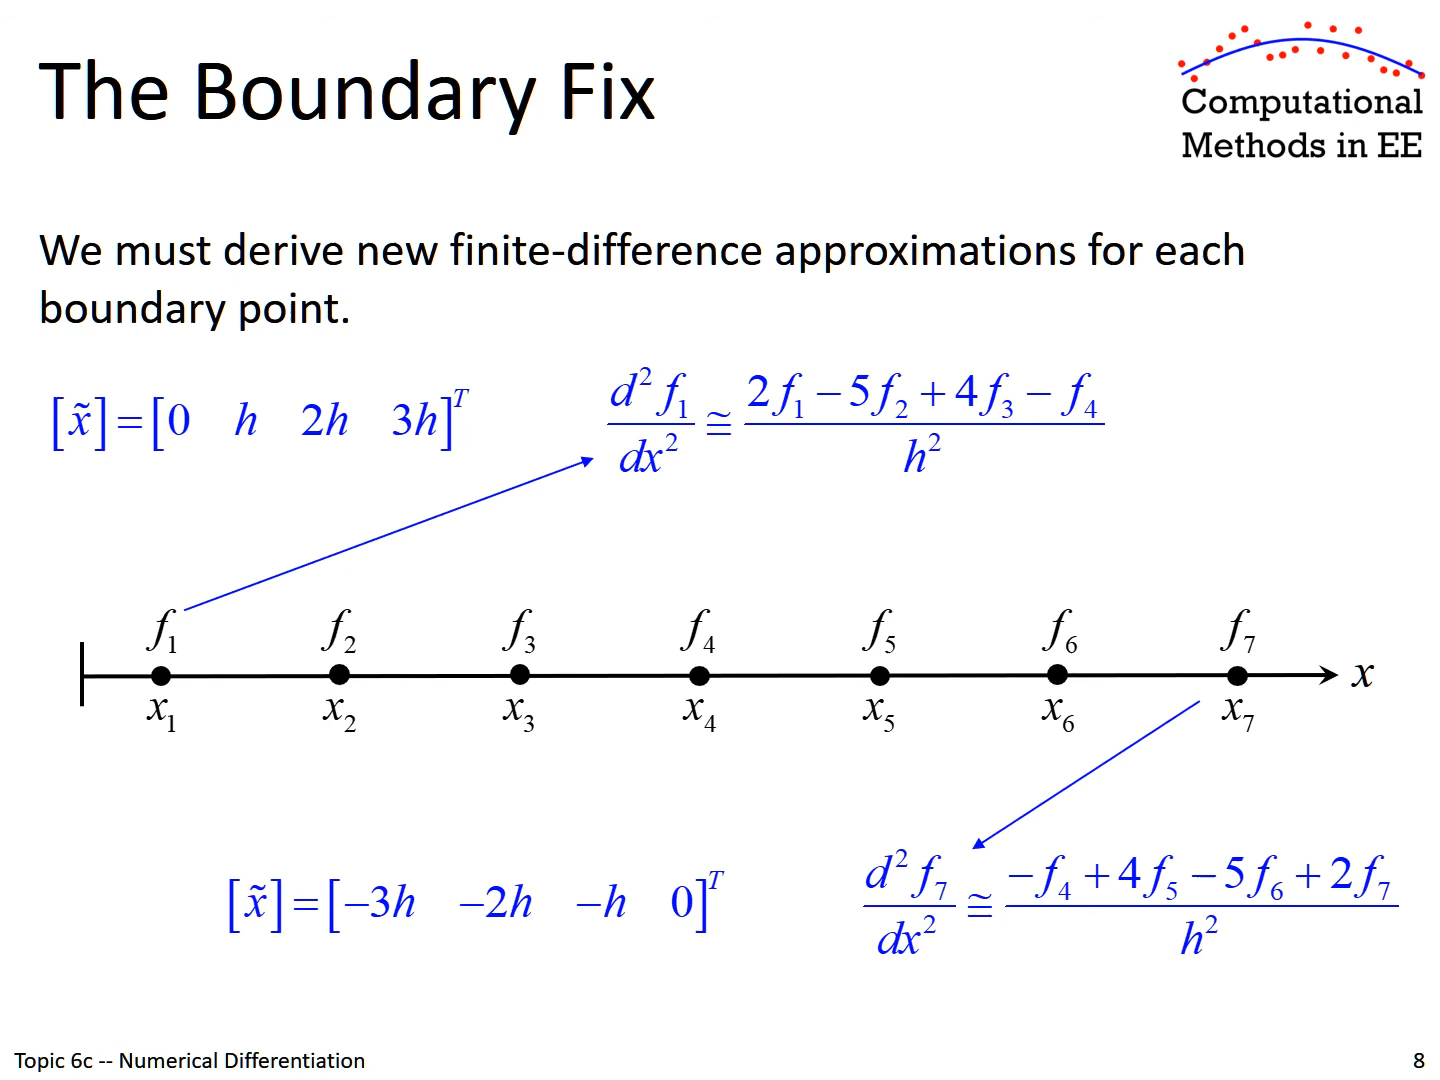 The Boundary Fix
Computational
Methods in EE
We must derive new finite-difference approximations for each
boundary point.
[x̃] = [0 h 2h 3h]ᵀ
d²f₁/dx² ≅ (2f₁ − 5f₂ + 4f₃ − f₄)/h²
f₁ f₂ f₃ f₄ f₅ f₆ f₇
x
x₁ x₂ x₃ x₄ x₅ x₆ x₇
[x̃] = [−3h −2h −h 0]ᵀ
d²f₇/dx² ≅ (−f₄ + 4f₅ − 5f₆ + 2f₇)/h²
Topic 6c -- Numerical Differentiation
8